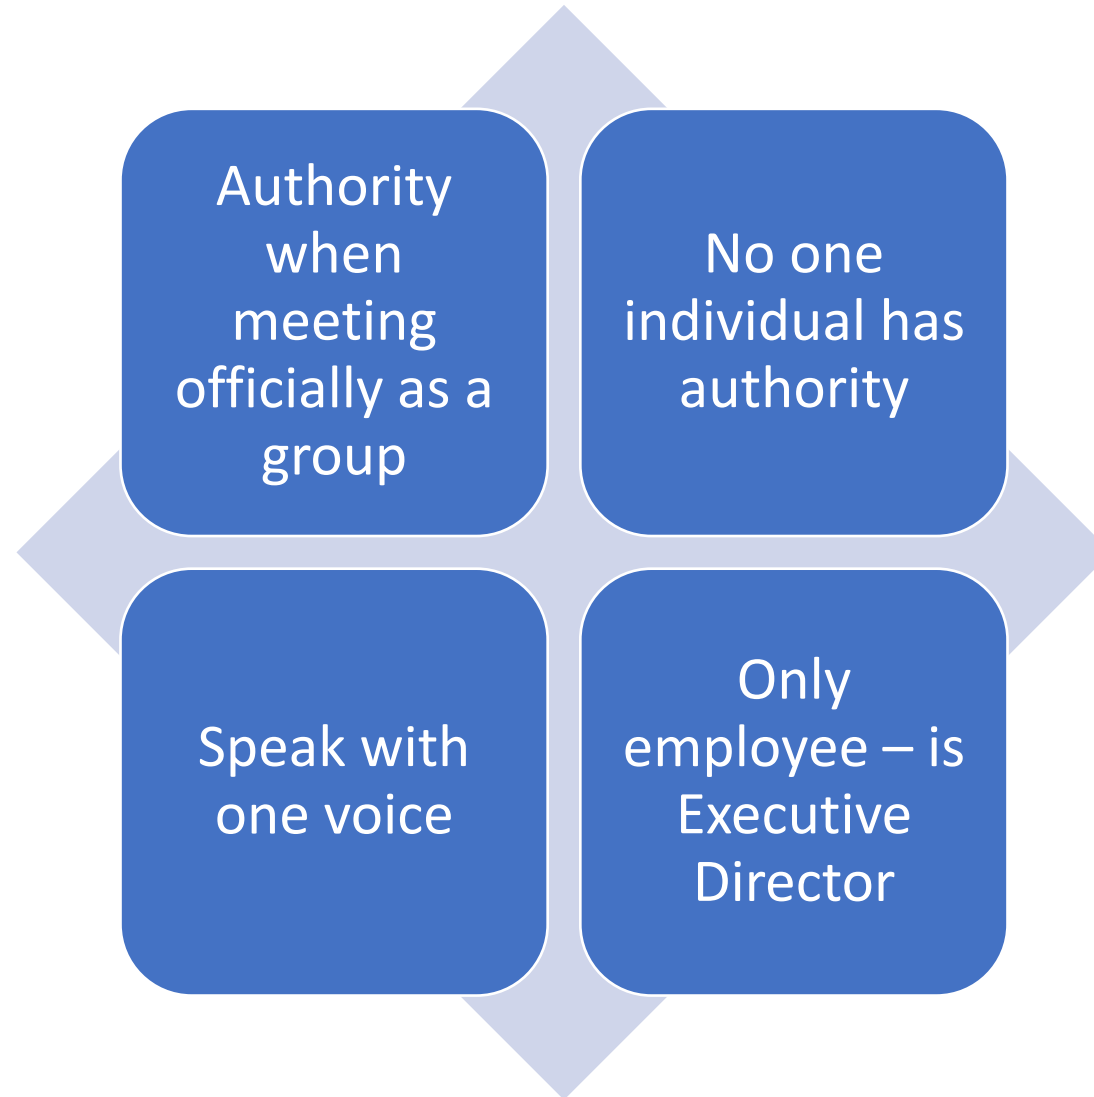 Authority
when
meeting
officially as a
group
No one
individual has
authority
Speak with
one voice
Only
employee – is
Executive
Director